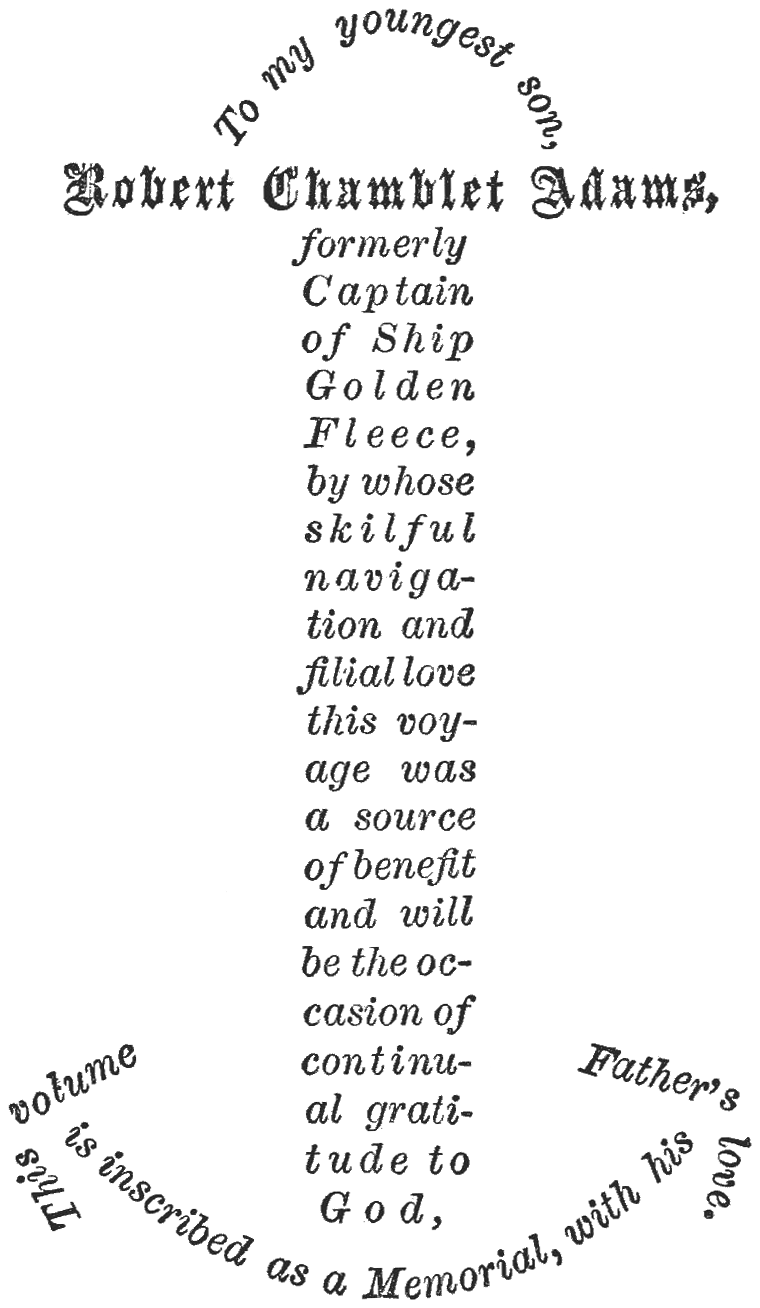 To my youngest son,
Robert Chamblet Adams,
formerly
Captain
of Ship
Golden
Fleece,
by whose
skilful
naviga-
tion and
filial love
this voy-
age was
a source
of benefit
and will
be the oc-
casion of
continu-
al grati-
tude to
God,
This
volume
is inscribed as a Memorial, with his
Father's
love.